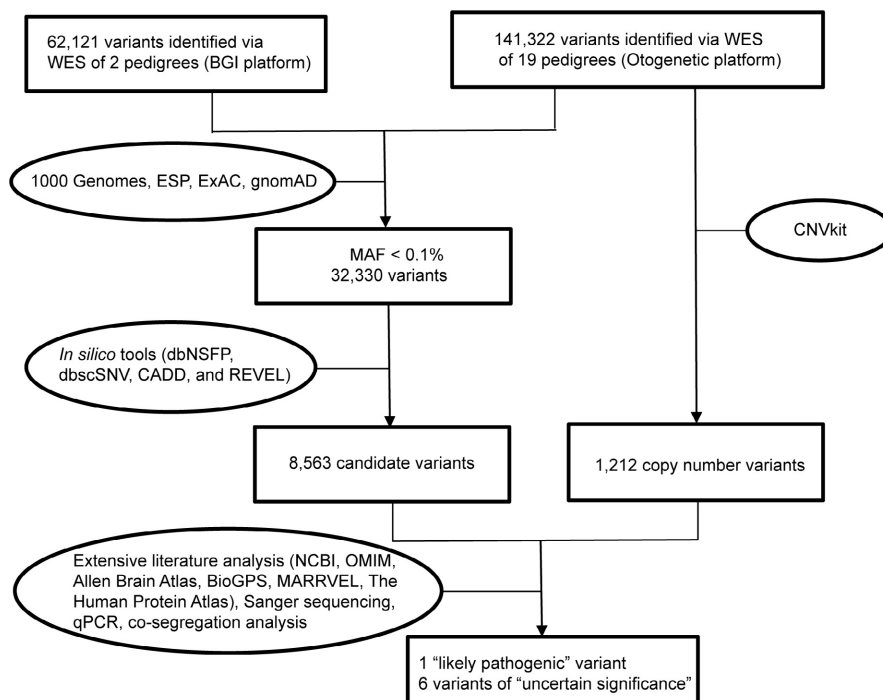 62,121 variants identified via
WES of 2 pedigrees (BGI platform)
141,322 variants identified via WES
of 19 pedigrees (Otogenetic platform)
1000 Genomes, ESP, ExAC, gnomAD
CNVkit
MAF < 0.1%
32,330 variants
In silico tools (dbNSFP,
dbscSNV, CADD, and REVEL)
8,563 candidate variants
1,212 copy number variants
Extensive literature analysis (NCBI, OMIM,
Allen Brain Atlas, BioGPS, MARRVEL, The
Human Protein Atlas), Sanger sequencing,
qPCR, co-segregation analysis
1 “likely pathogenic” variant
6 variants of “uncertain significance”